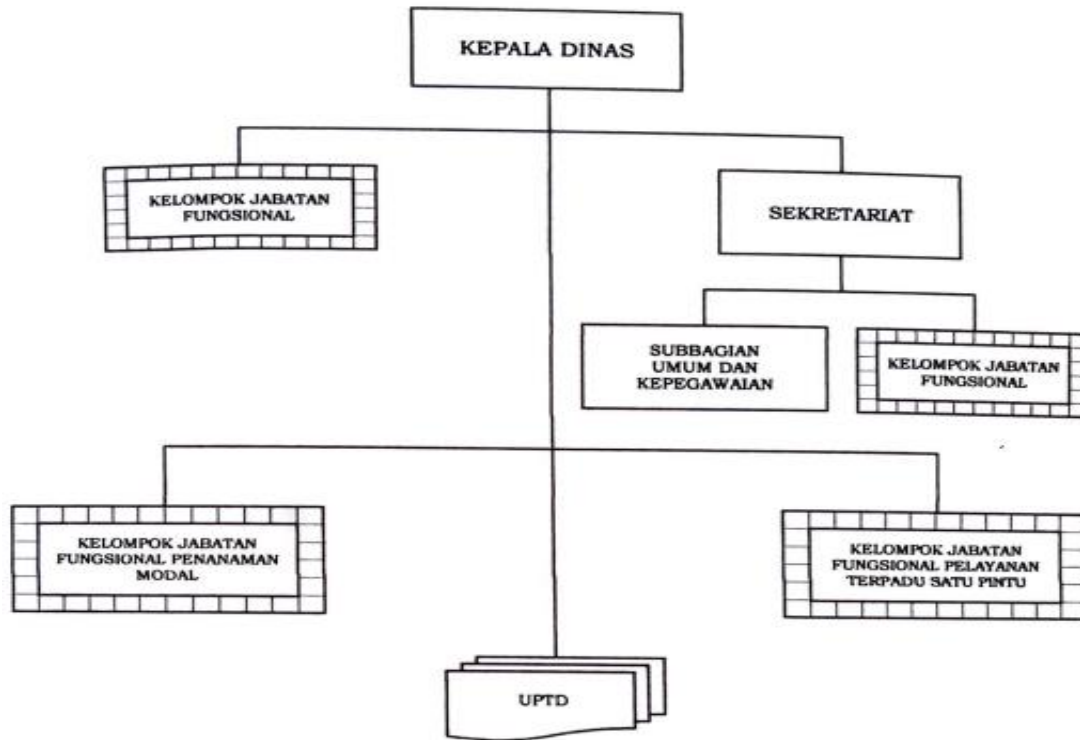 KEPALA DINAS
KELOMPOK JABATAN
FUNGSIONAL
SEKRETARIAT
SUBBAGIAN
UMUM DAN
KEPEGAWAIAN
KELOMPOK JABATAN
FUNGSIONAL
KELOMPOK JABATAN
FUNGSIONAL PENANAMAN
MODAL
KELOMPOK JABATAN
FUNGSIONAL PELAYANAN
TERPADU SATU PINTU
UPTD